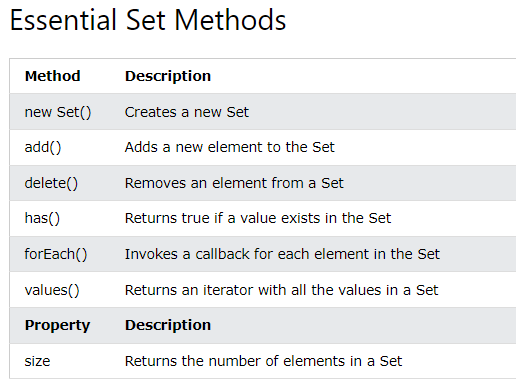 Essential Set Methods
Method Description
new Set() Creates a new Set
add() Adds a new element to the Set
delete() Removes an element from a Set
has() Returns true if a value exists in the Set
forEach() Invokes a callback for each element in the Set
values() Returns an iterator with all the values in a Set
Property Description
size Returns the number of elements in a Set